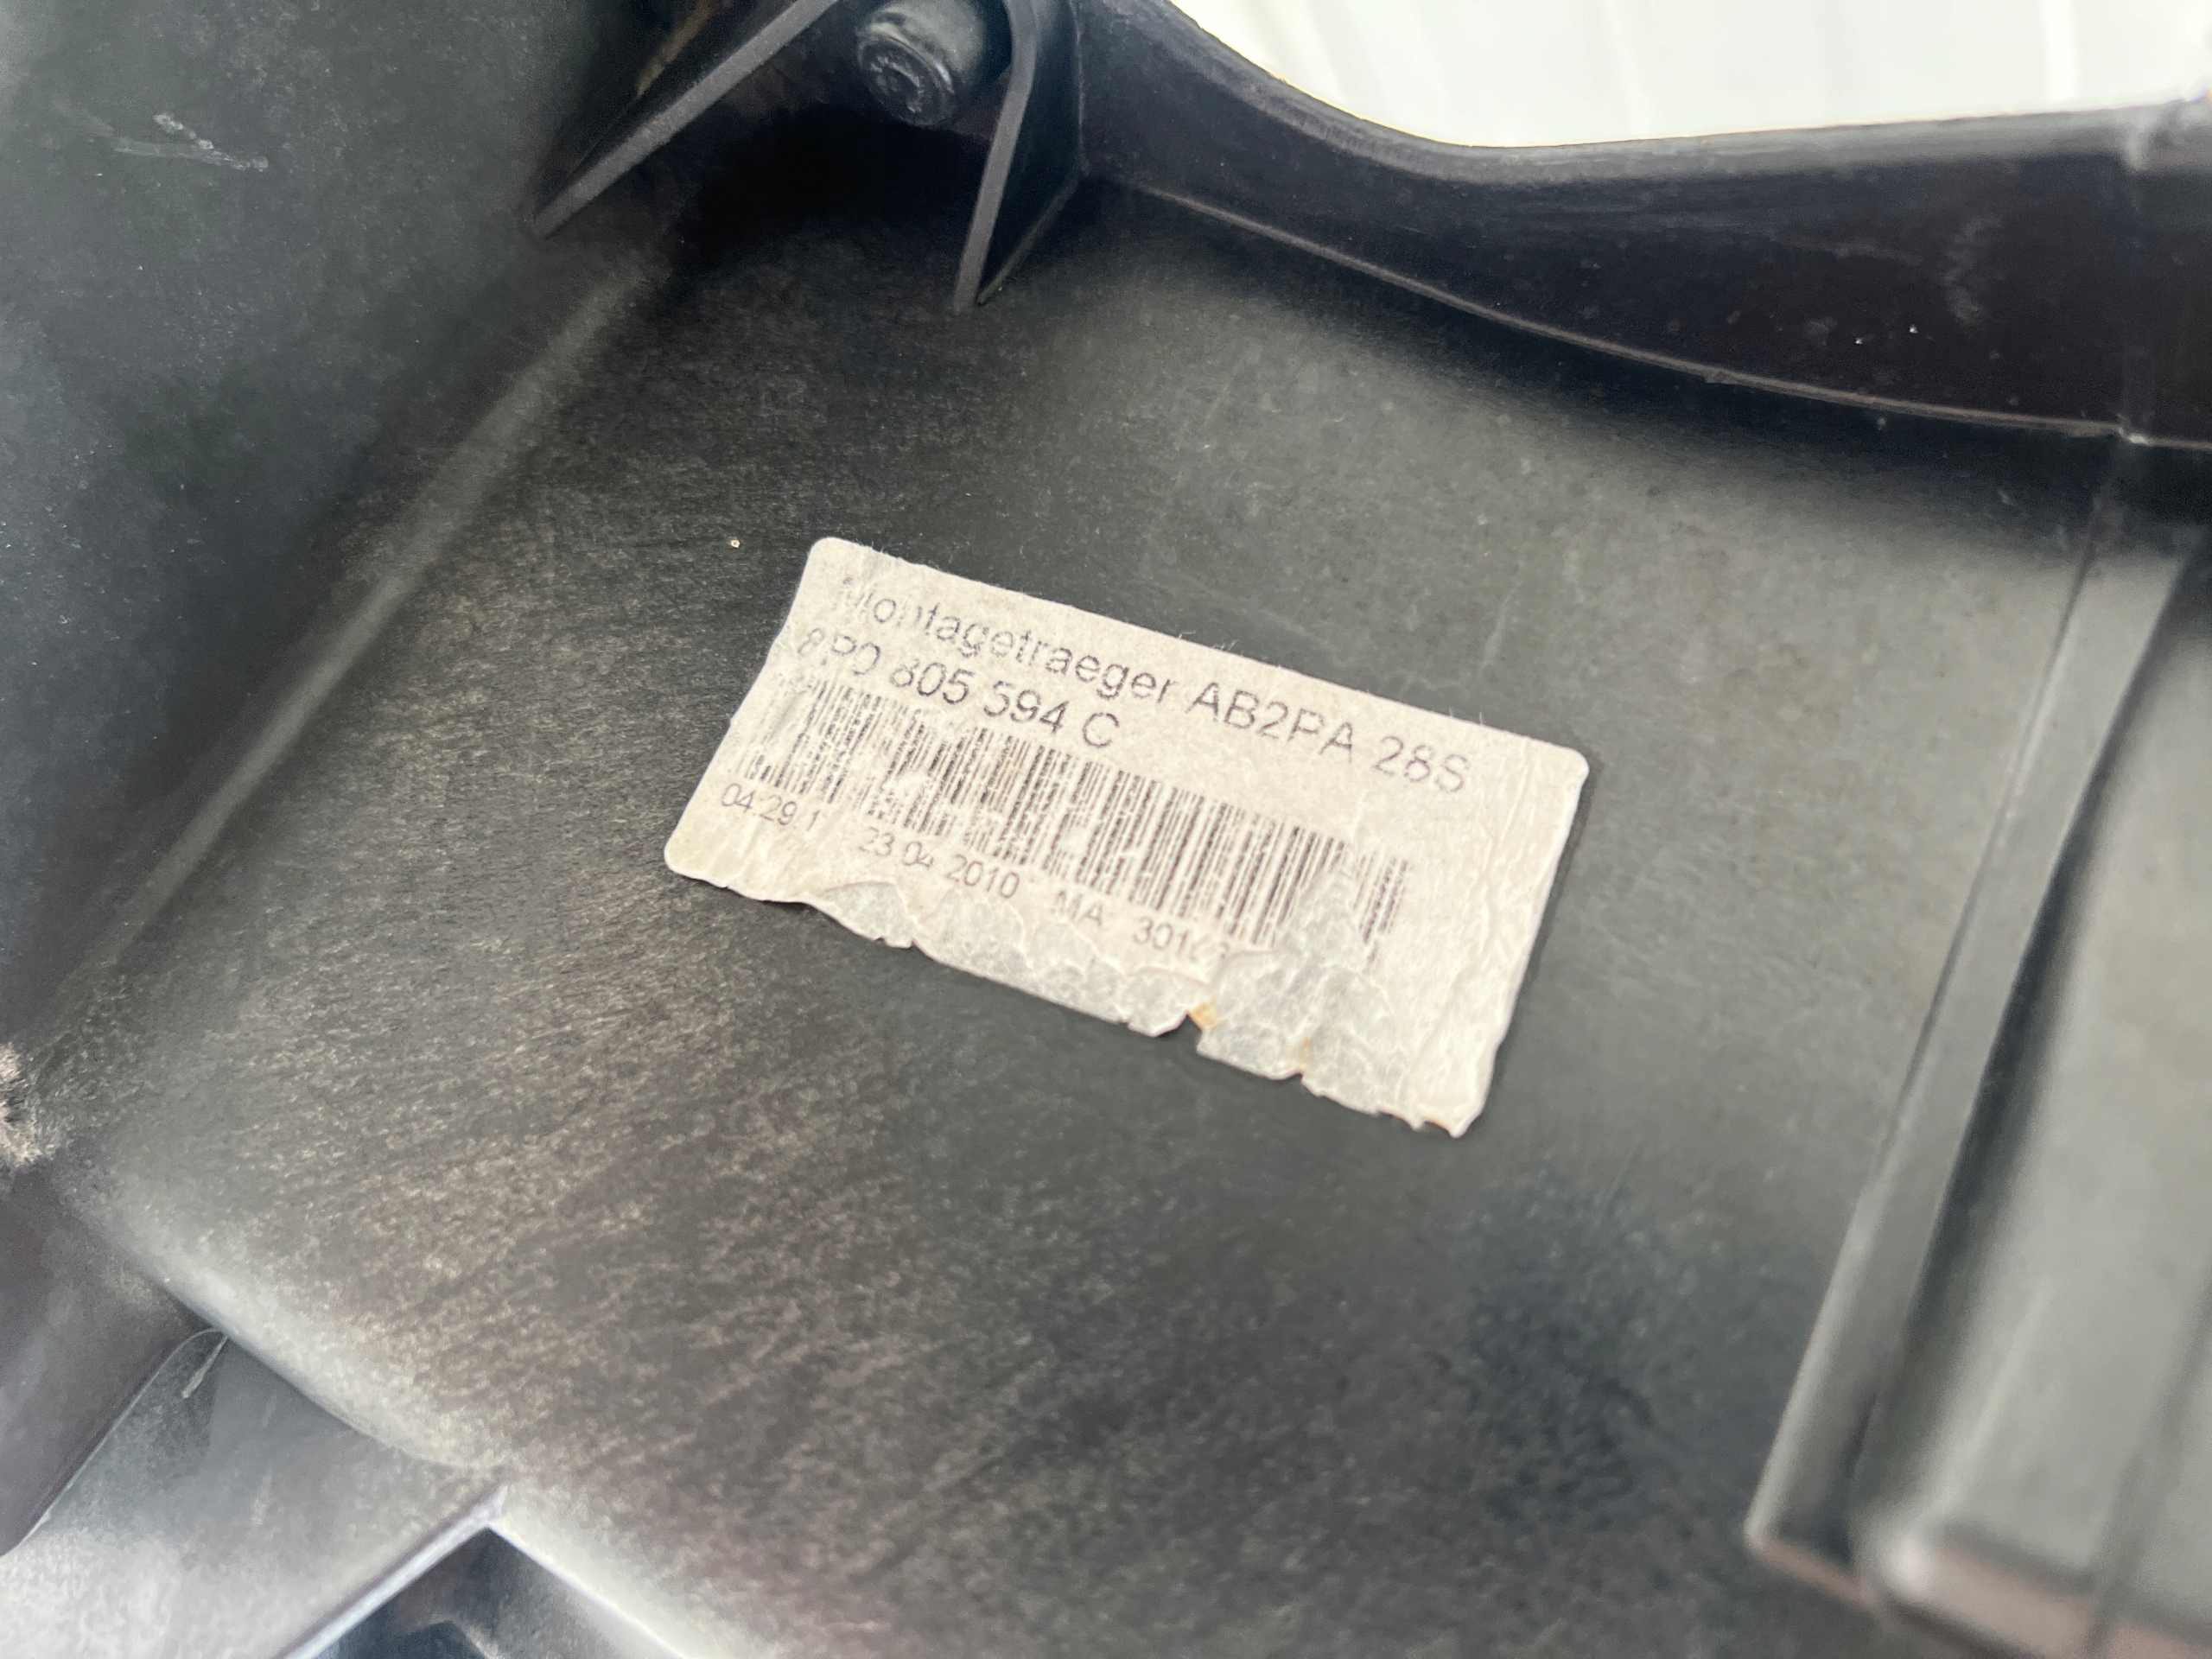 Montagetraeger AB2PA 28S
8P0 805 594 C
04:29:1 23.04.2010 MA